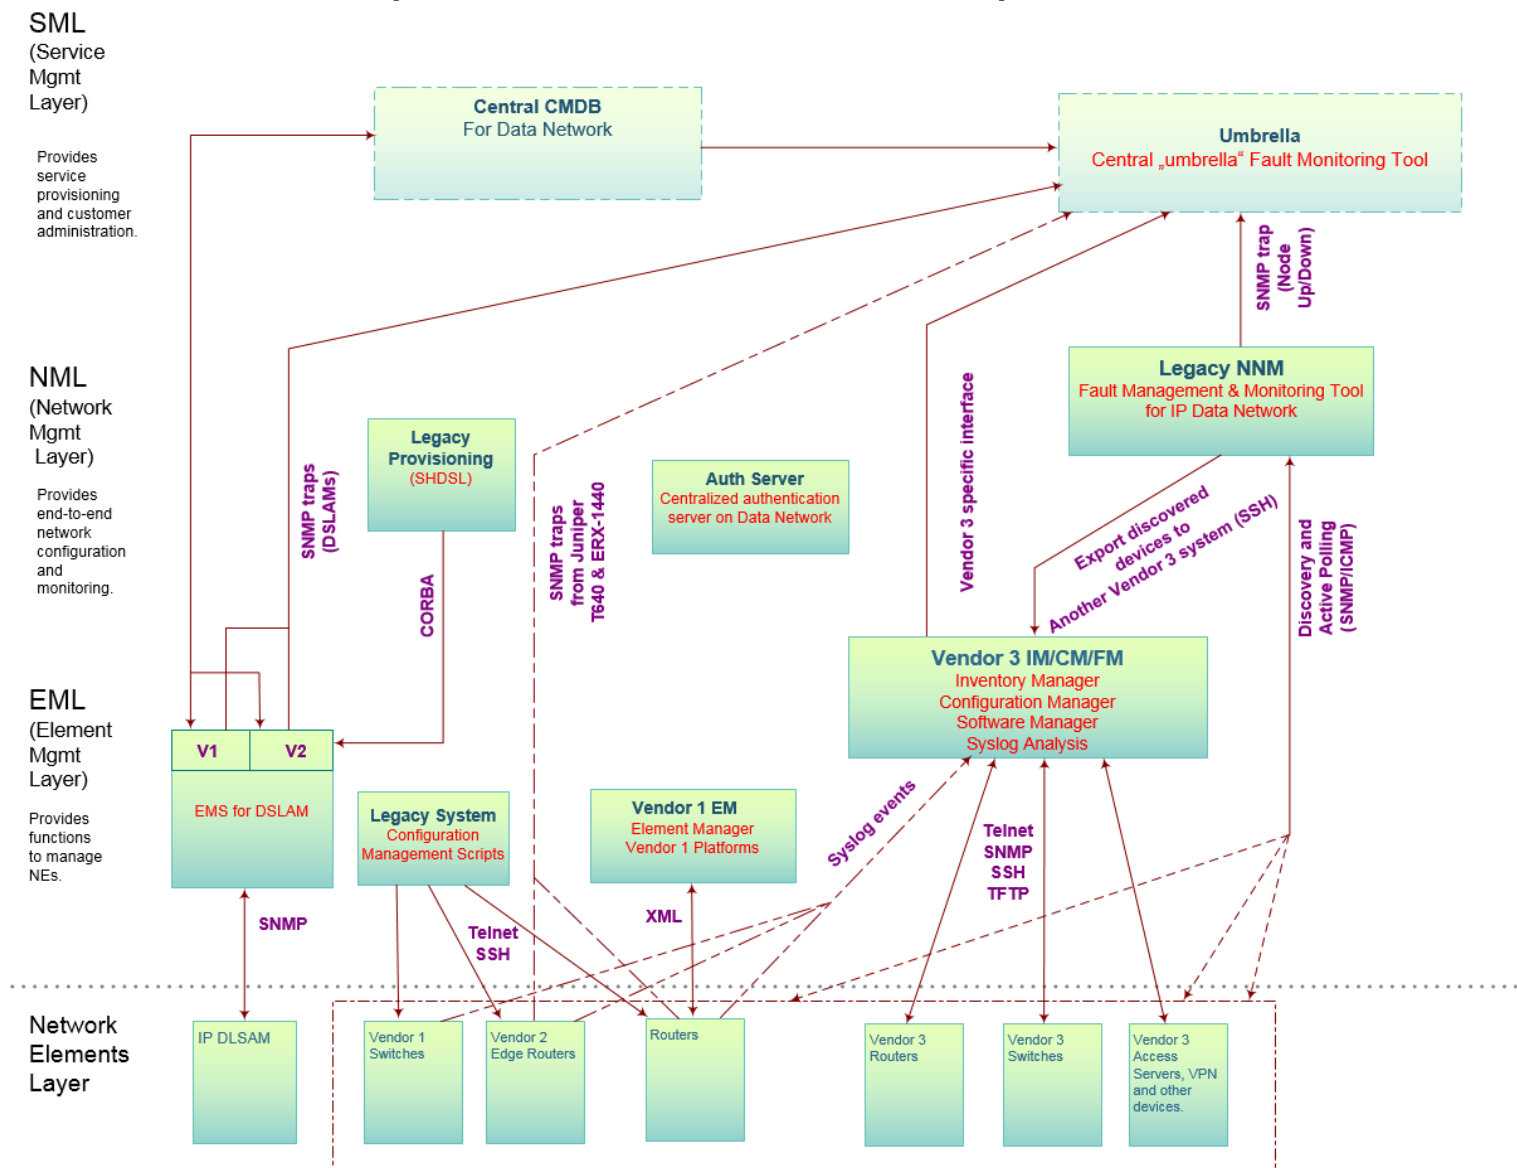 SML
(Service
Mgmt
Layer)
Provides
service
provisioning
and customer
administration.
Central CMDB
For Data Network
Umbrella
Central „umbrella“ Fault Monitoring Tool
SNMP trap
(Node
Up/Down)
NML
(Network
Mgmt
Layer)
Provides
end-to-end
network
configuration
and
monitoring.
SNMP traps
(DSLAMs)
Legacy
Provisioning
(SHDSL)
CORBA
SNMP traps
from Juniper
T640 & ERX-1440
Auth Server
Centralized authentication
server on Data Network
Vendor 3 specific interface
Legacy NNM
Fault Management & Monitoring Tool
for IP Data Network
Export discovered
devices to
Another Vendor 3 system (SSH)
Discovery and
Active Polling
(SNMP/ICMP)
EML
(Element
Mgmt
Layer)
Provides
functions
to manage
NEs.
V1
V2
EMS for DSLAM
SNMP
Legacy System
Configuration
Management Scripts
Telnet
SSH
Vendor 1 EM
Element Manager
Vendor 1 Platforms
XML
Syslog events
Vendor 3 IM/CM/FM
Inventory Manager
Configuration Manager
Software Manager
Syslog Analysis
Telnet
SNMP
SSH
TFTP
Network
Elements
Layer
IP DLSAM
Vendor 1
Switches
Vendor 2
Edge Routers
Routers
Vendor 3
Routers
Vendor 3
Switches
Vendor 3
Access
Servers, VPN
and other
devices.